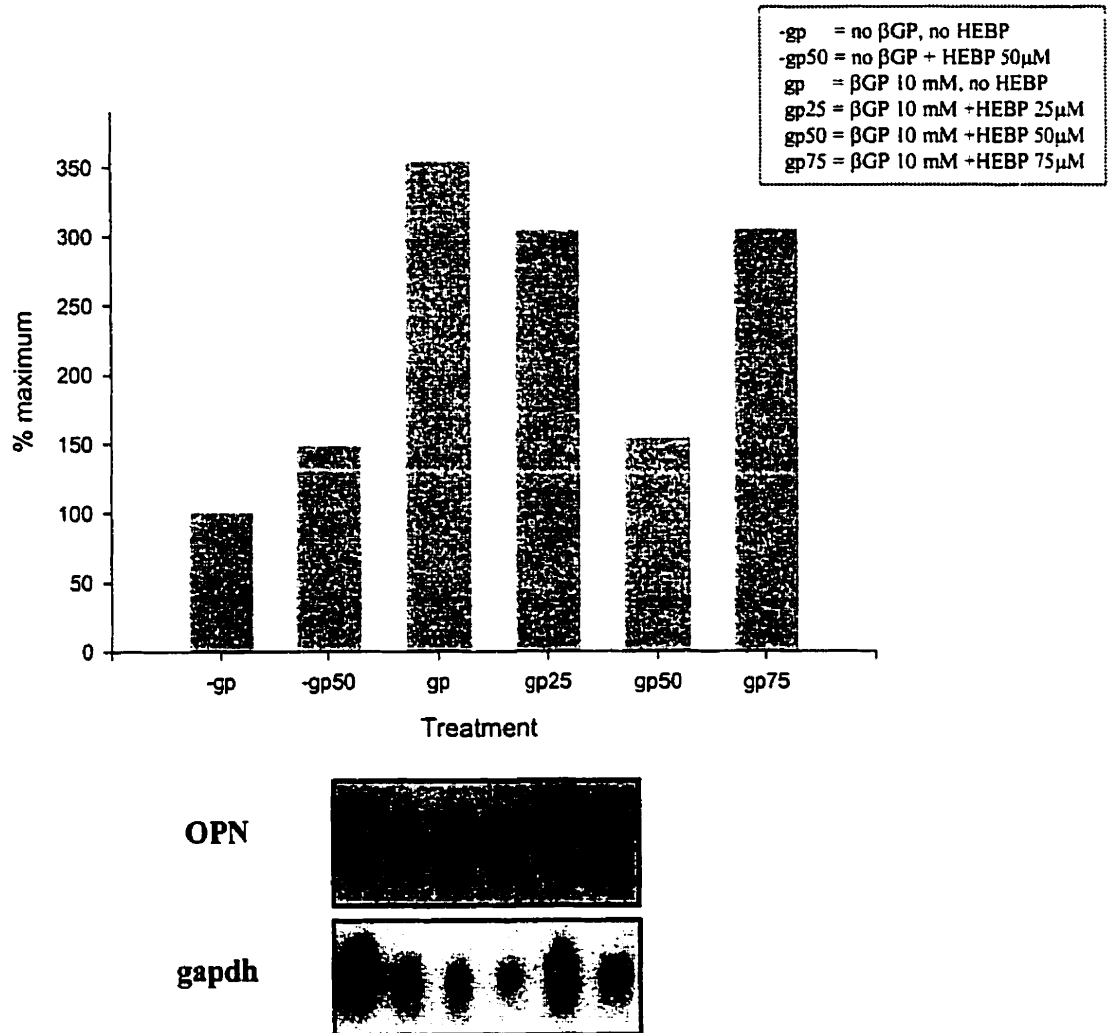 -gp = no βGP, no HEBP
-gp50 = no βGP + HEBP 50µM
gp = βGP 10 mM, no HEBP
gp25 = βGP 10 mM +HEBP 25µM
gp50 = βGP 10 mM +HEBP 50µM
gp75 = βGP 10 mM +HEBP 75µM
350
300
250
200
150
100
50
0
% maximum
-gp -gp50 gp gp25 gp50 gp75
Treatment
OPN
gapdh